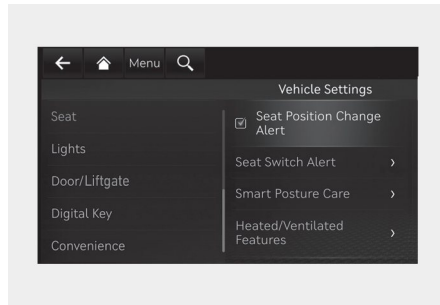 Menu
Vehicle Settings
Seat
Lights
Door/Liftgate
Digital Key
Convenience
Seat Position Change
Alert
Seat Switch Alert
Smart Posture Care
Heated/Ventilated
Features